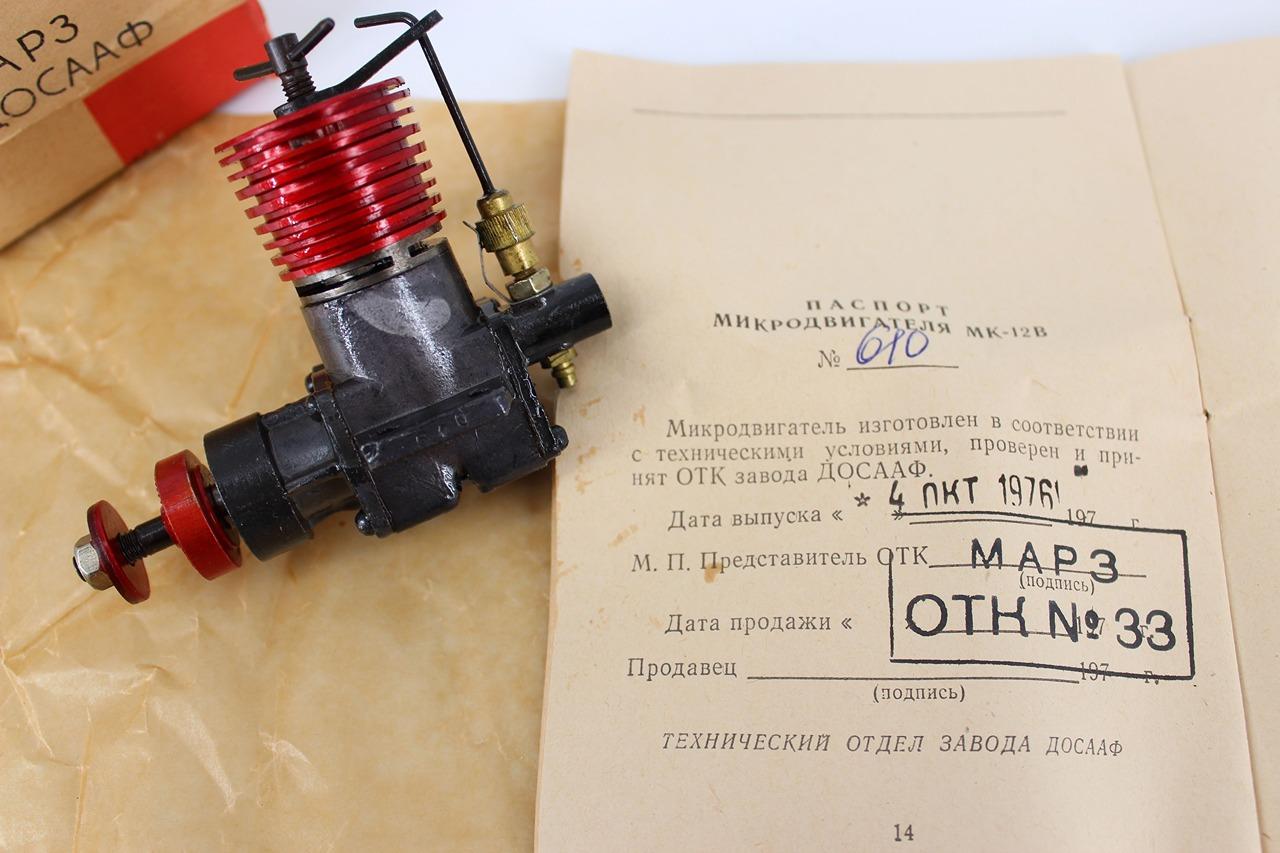 МАРЗ
ДОСААФ
ПАСПОРТ
МИКРОДВИГАТЕЛЯ МК-12В
№ 610
Микродвигатель изготовлен в соответствии
с техническими условиями, проверен и при-
нят ОТК завода ДОСААФ.
Дата выпуска « * 4 ОКТ 1976 » 197 г.
М. П. Представитель ОТК МАРЗ
(подпись)
ОТК № 33
Дата продажи « 197 г.
Продавец 197 г.
(подпись)
ТЕХНИЧЕСКИЙ ОТДЕЛ ЗАВОДА ДОСААФ
14